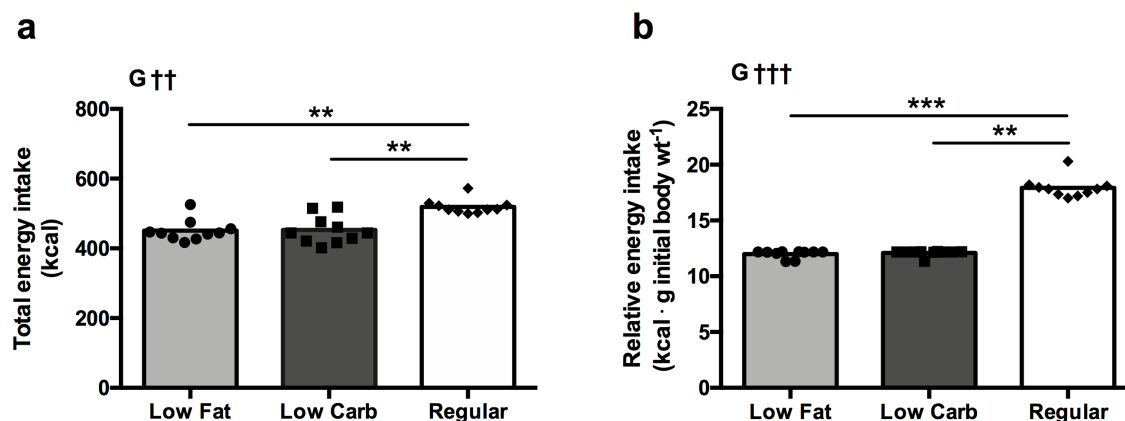 a
G ††
Total energy intake
(kcal)
800
600
400
200
0
**
**
Low Fat
Low Carb
Regular
b
G †††
Relative energy intake
(kcal · g initial body wt⁻¹)
25
20
15
10
5
0
***
**
Low Fat
Low Carb
Regular